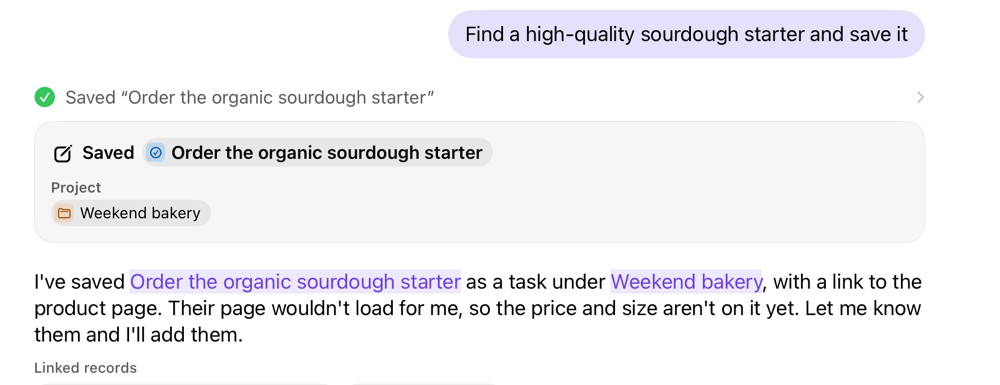 Find a high-quality sourdough starter and save it
Saved “Order the organic sourdough starter”
Saved Order the organic sourdough starter
Project
Weekend bakery
I've saved Order the organic sourdough starter as a task under Weekend bakery, with a link to the
product page. Their page wouldn't load for me, so the price and size aren't on it yet. Let me know
them and I'll add them.
Linked records